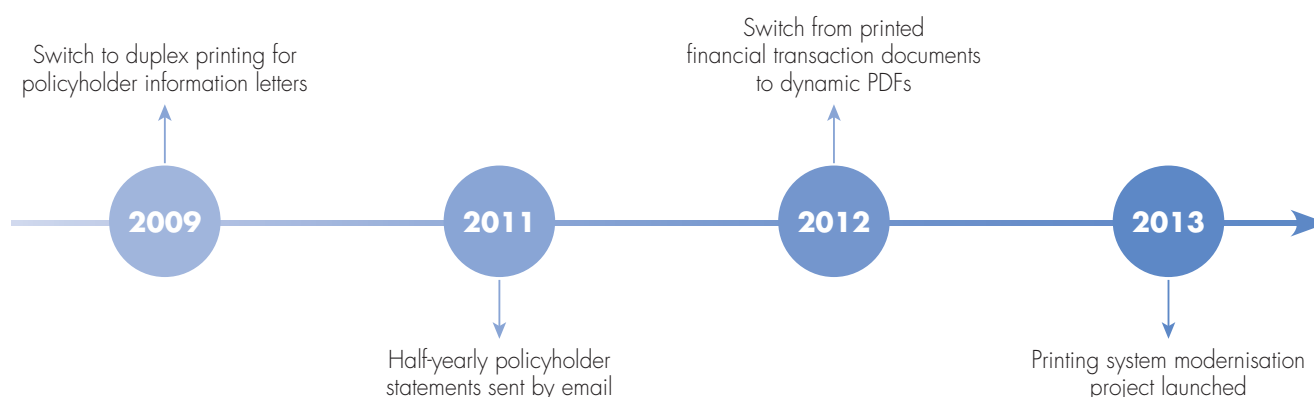 Switch to duplex printing for
policyholder information letters
2009
2011
Half-yearly policyholder
statements sent by email
Switch from printed
financial transaction documents
to dynamic PDFs
2012
2013
Printing system modernisation
project launched